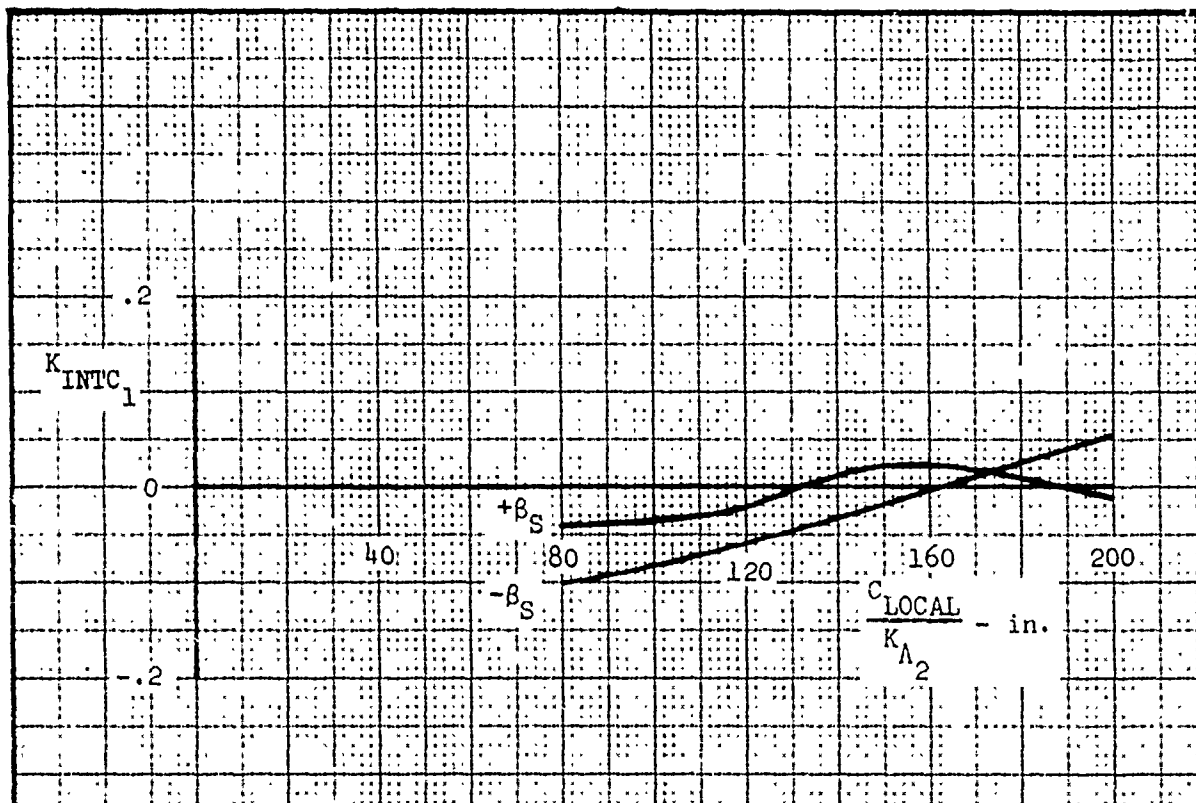 .2
K_INTC_1
0
+β_S
40
80
120
160
200
-β_S
C_LOCAL
K_Λ_2
- in.
-.2